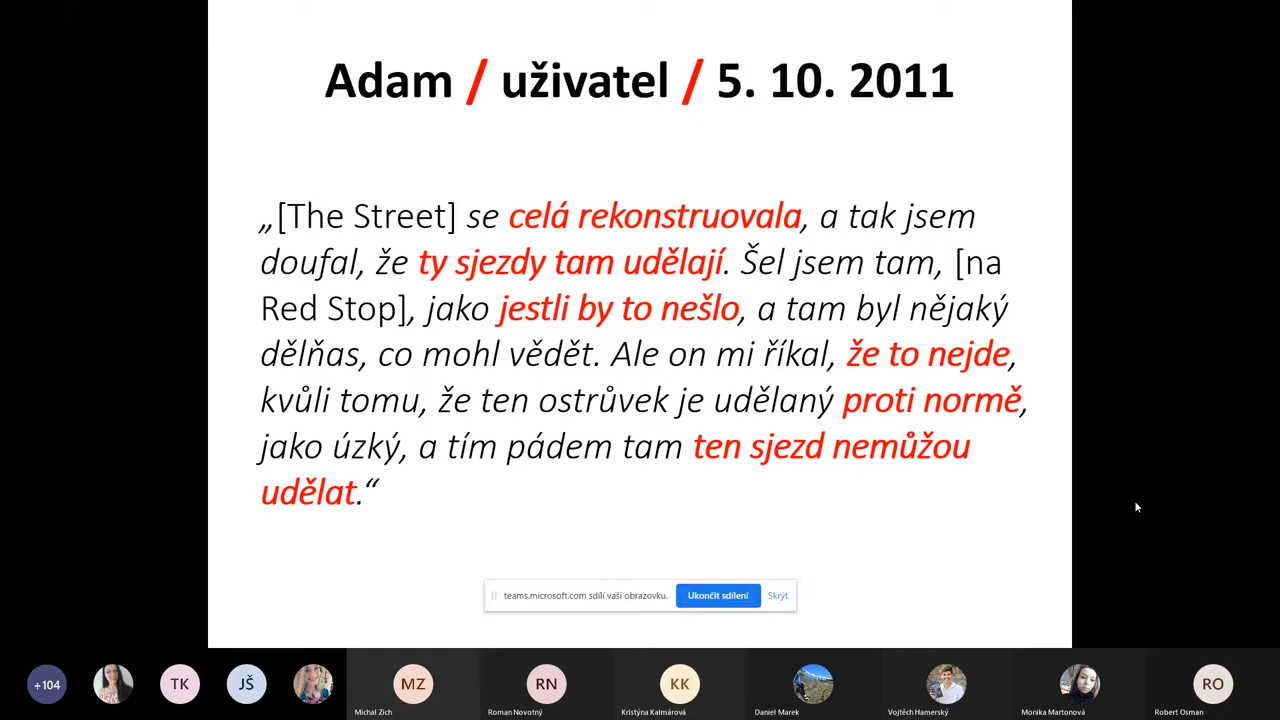 Adam / uživatel / 5. 10. 2011
„[The Street] se celá rekonstruovala, a tak jsem
doufal, že ty sjezdy tam udělají. Šel jsem tam, [na
Red Stop], jako jestli by to nešlo, a tam byl nějaký
dělňas, co mohl vědět. Ale on mi říkal, že to nejde,
kvůli tomu, že ten ostrůvek je udělaný proti normě,
jako úzký, a tím pádem tam ten sjezd nemůžou
udělat.“
teams.microsoft.com sdílí vaši obrazovku. Ukončit sdílení Skrýt
+104 TK JŠ MZ RN KK RO
Michal Zich Roman Novotný Kristýna Kalmárová Daniel Marek Vojtěch Hamerský Monika Martonová Robert Osman